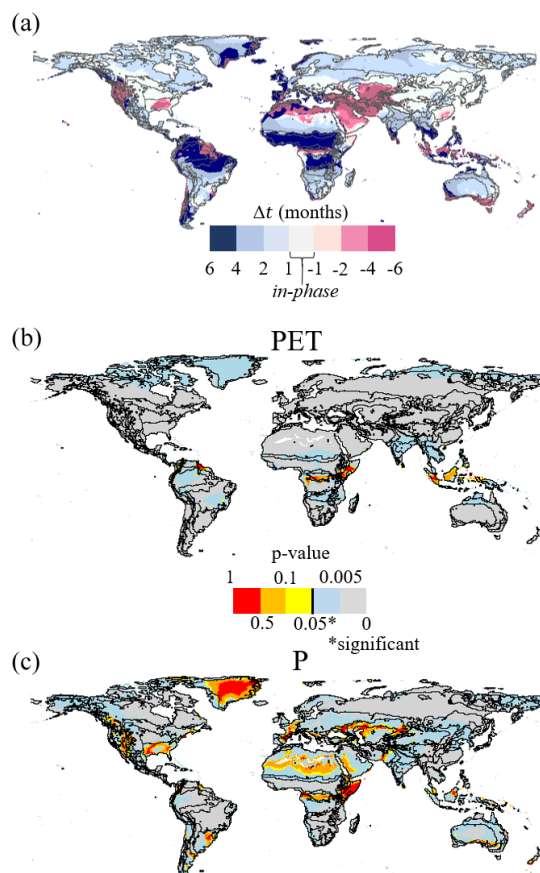 (a)
Δt (months)
6 4 2 1 -1 -2 -4 -6
in-phase
(b)
PET
p-value
1 0.1 0.005
0.5 0.05* 0
*significant
(c)
P